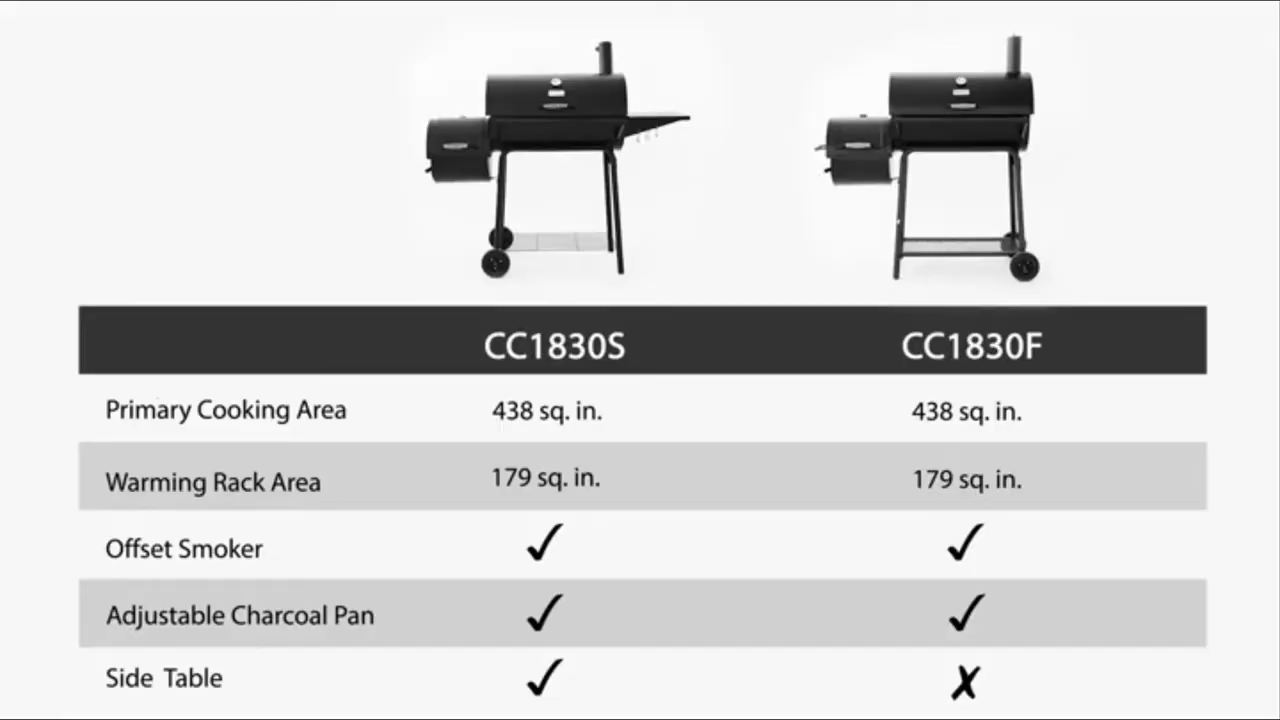 CC1830S CC1830F
Primary Cooking Area 438 sq. in. 438 sq. in.
Warming Rack Area 179 sq. in. 179 sq. in.
Offset Smoker ✓ ✓
Adjustable Charcoal Pan ✓ ✓
Side Table ✓ ✗